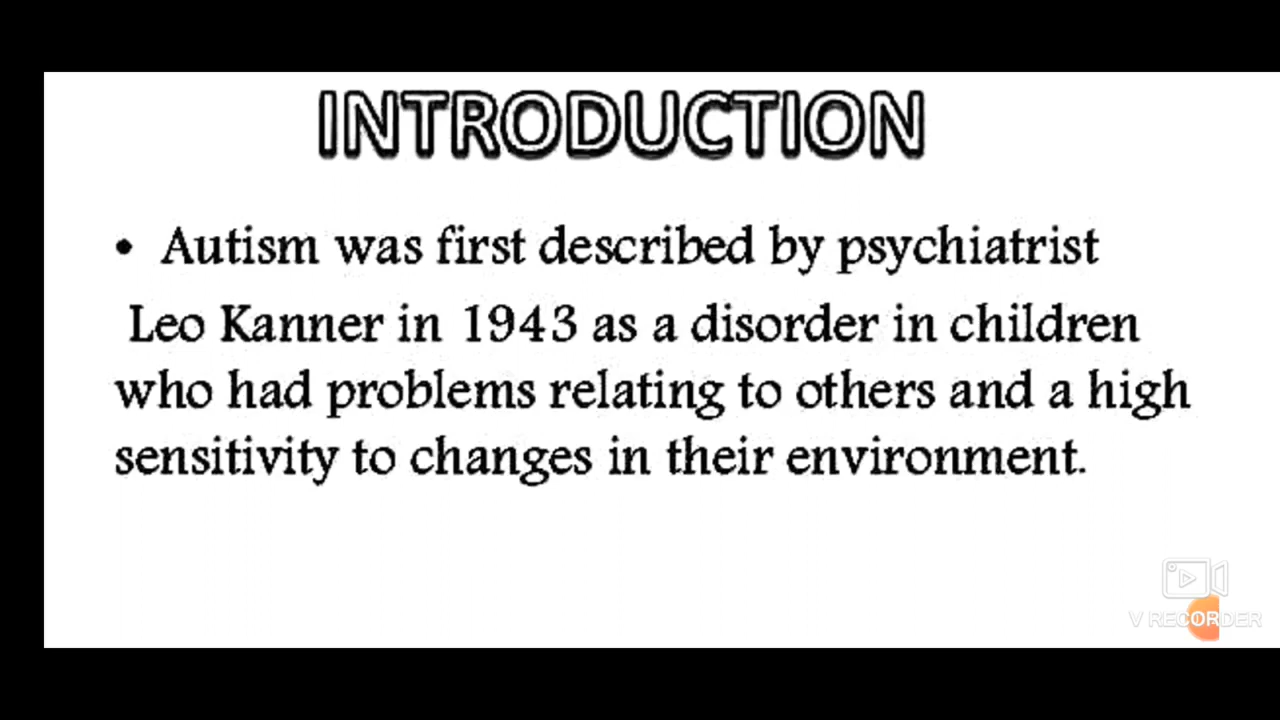 INTRODUCTION
• Autism was first described by psychiatrist
Leo Kanner in 1943 as a disorder in children
who had problems relating to others and a high
sensitivity to changes in their environment.
V RECORDER